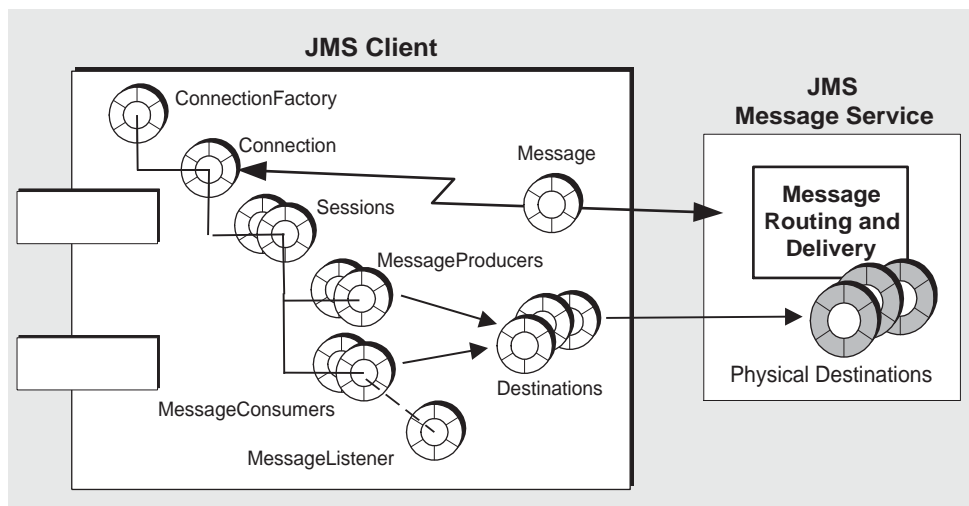 JMS Client
ConnectionFactory
Connection
Sessions
MessageProducers
MessageConsumers
MessageListener
Message
Destinations
JMS
Message Service
Message
Routing and
Delivery
Physical Destinations